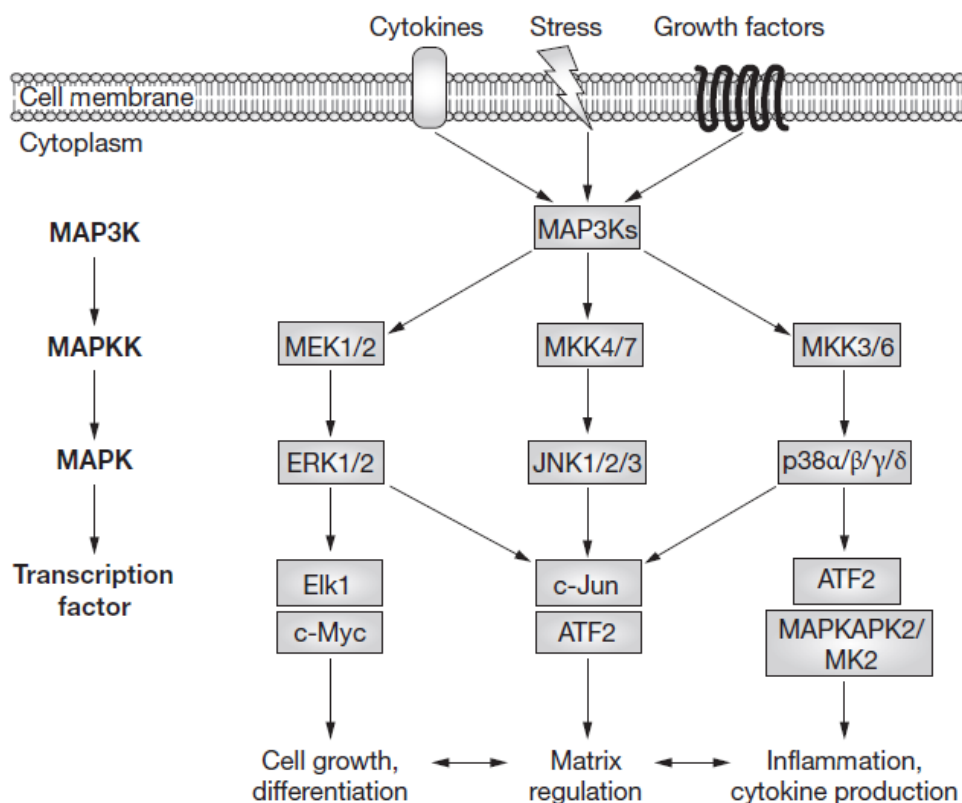 Cytokines
Stress
Growth factors
Cell membrane
Cytoplasm
MAP3K
MAP3Ks
MAPKK
MEK1/2
MKK4/7
MKK3/6
MAPK
ERK1/2
JNK1/2/3
p38α/β/γ/δ
Transcription
factor
Elk1
c-Myc
c-Jun
ATF2
ATF2
MAPKAPK2/
MK2
Cell growth,
differentiation
Matrix
regulation
Inflammation,
cytokine production